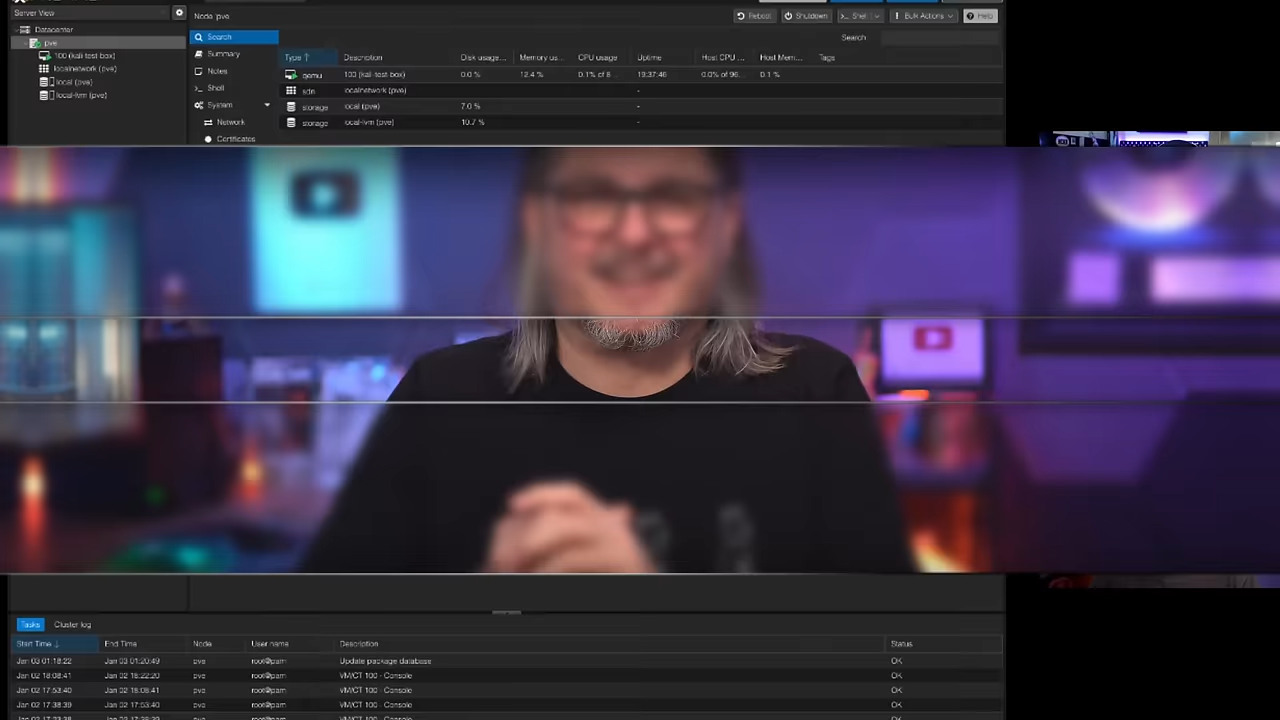 Server View
Node 'pve'
Reboot
Shutdown
Shell
Bulk Actions
Help
Datacenter
pve
100 (kali-test-box)
localnetwork (pve)
local (pve)
local-lvm (pve)
Search
Summary
Notes
Shell
System
Network
Certificates
Search:
Type Description Disk usage... Memory us... CPU usage Uptime Host CPU ... Host Mem... Tags
qemu 100 (kali-test-box) 0.0 % 12.4 % 0.1% of 8... 19:37:46 0.0% of 96... 0.1 %
sdn localnetwork (pve) -
storage local (pve) 7.0 % -
storage local-lvm (pve) 10.7 % -
Tasks Cluster log
Start Time ↓ End Time Node User name Description Status
Jan 03 01:18:22 Jan 03 01:20:49 pve root@pam Update package database OK
Jan 02 18:08:41 Jan 02 18:22:20 pve root@pam VM/CT 100 - Console OK
Jan 02 17:53:40 Jan 02 18:08:41 pve root@pam VM/CT 100 - Console OK
Jan 02 17:38:39 Jan 02 17:53:40 pve root@pam VM/CT 100 - Console OK